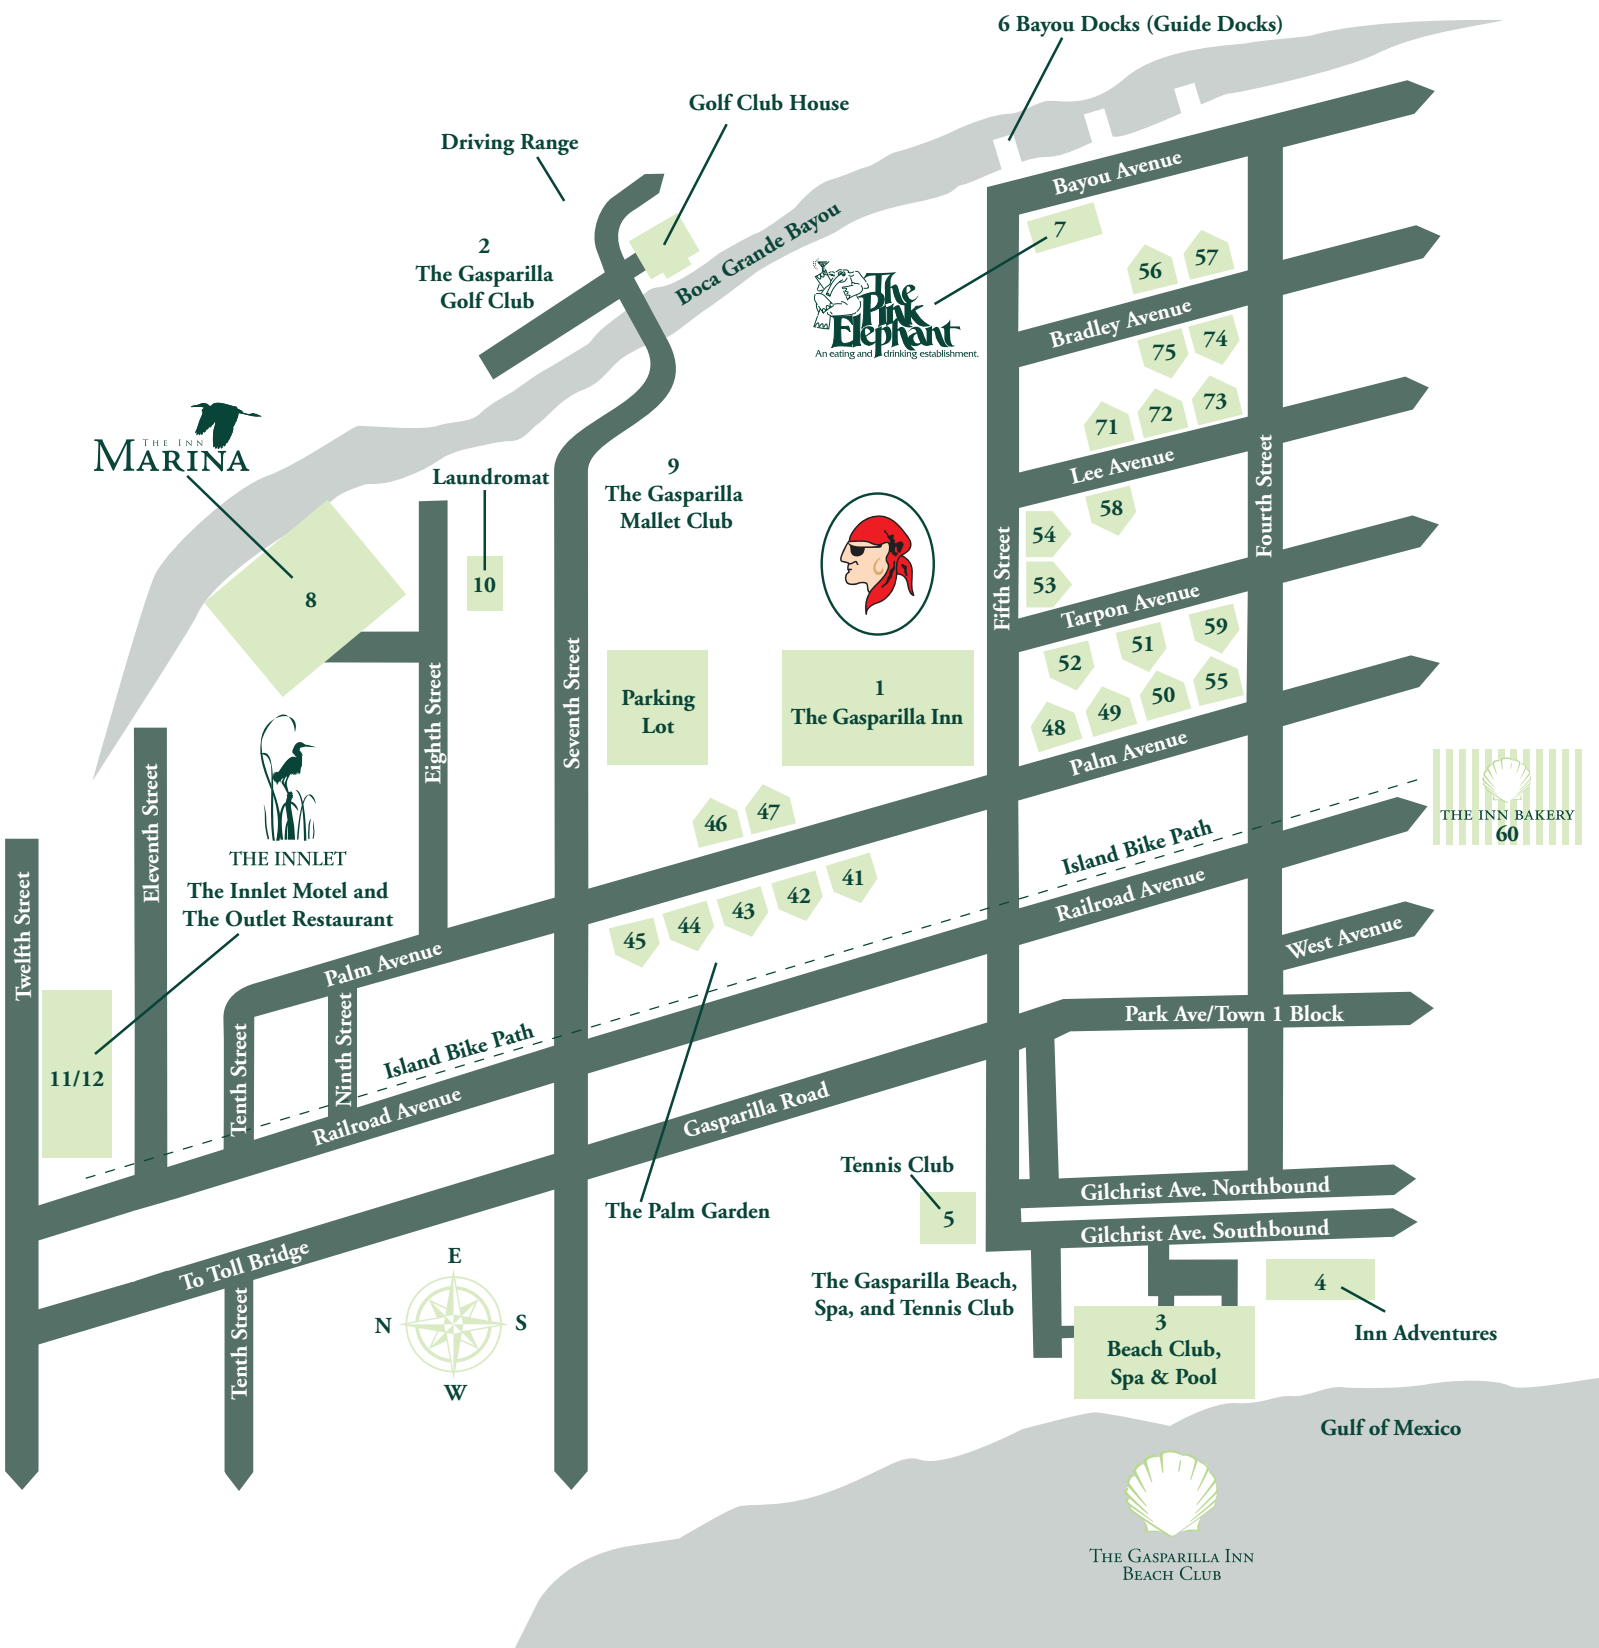 6 Bayou Docks (Guide Docks)
Golf Club House
Driving Range
2
The Gasparilla
Golf Club
Boca Grande Bayou
Bayou Avenue
7
The
Pink
Elephant
An eating and drinking establishment.
56
57
Bradley Avenue
75
74
71
72
73
Lee Avenue
58
54
53
Fifth Street
Fourth Street
Tarpon Avenue
52
51
59
48
49
50
55
Palm Avenue
THE INN
MARINA
8
Laundromat
10
9
The Gasparilla
Mallet Club
Parking
Lot
1
The Gasparilla Inn
Eighth Street
Seventh Street
46
47
45
44
43
42
41
THE INN BAKERY
60
Island Bike Path
Railroad Avenue
West Avenue
Park Ave/Town 1 Block
THE INNLET
The Innlet Motel and
The Outlet Restaurant
Eleventh Street
Twelfth Street
11/12
Palm Avenue
Tenth Street
Ninth Street
Island Bike Path
Railroad Avenue
Gasparilla Road
The Palm Garden
Tennis Club
5
Gilchrist Ave. Northbound
Gilchrist Ave. Southbound
To Toll Bridge
Tenth Street
E
N
S
W
The Gasparilla Beach,
Spa, and Tennis Club
3
Beach Club,
Spa & Pool
4
Inn Adventures
Gulf of Mexico
THE GASPARILLA INN
BEACH CLUB